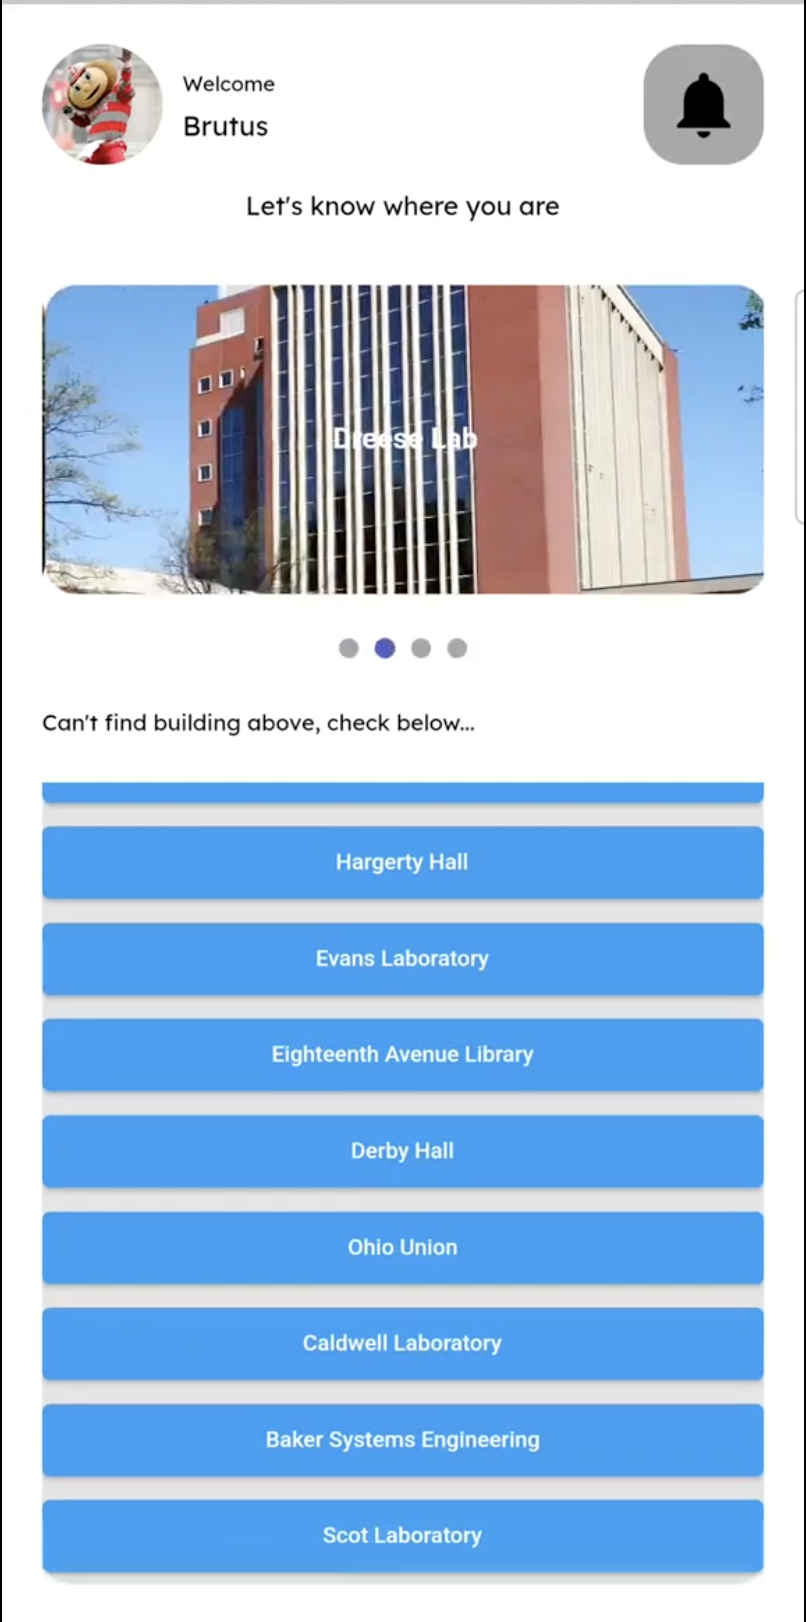 Welcome
Brutus
Let's know where you are
Dreese Lab
Can't find building above, check below...
Hargerty Hall
Evans Laboratory
Eighteenth Avenue Library
Derby Hall
Ohio Union
Caldwell Laboratory
Baker Systems Engineering
Scot Laboratory